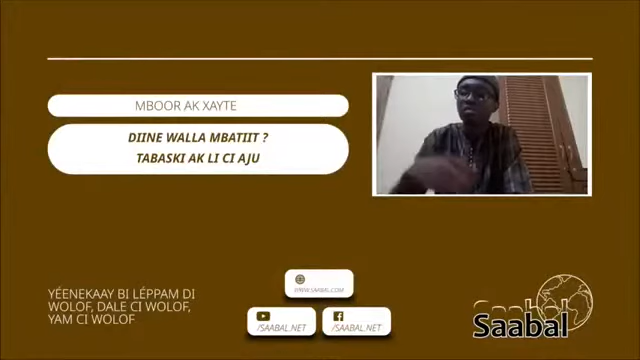 MBOOR AK XAYTE
DIINE WALLA MBATIIT ?
TABASKI AK LI CI AJU
YÉENEKAAY BI LÉPPAM DI
WOLOF, DALE CI WOLOF,
YAM CI WOLOF
WWW.SAABAL.COM
/SAABAL.NET
/SAABAL.NET
Saabal